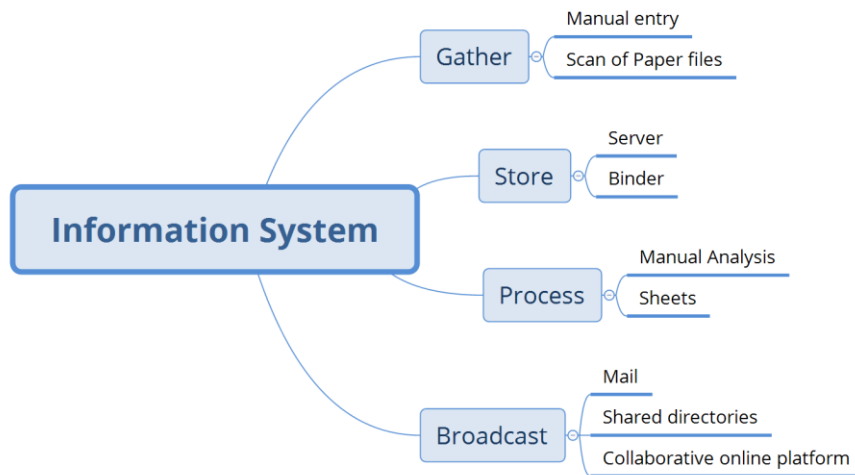 Information System
Gather
Manual entry
Scan of Paper files
Store
Server
Binder
Process
Manual Analysis
Sheets
Broadcast
Mail
Shared directories
Collaborative online platform